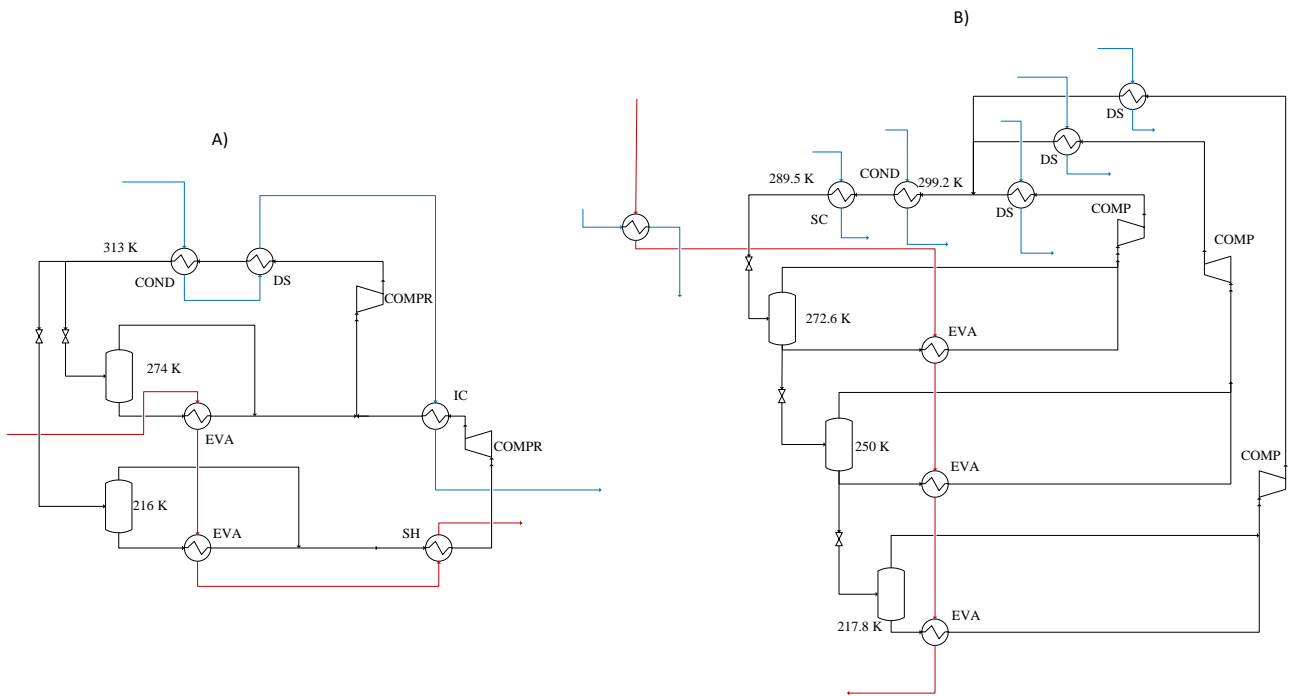 A)
313 K
COND
DS
COMPR
274 K
EVA
IC
COMPR
216 K
EVA
SH
B)
DS
DS
289.5 K
COND
299.2 K
SC
DS
COMP
COMP
272.6 K
EVA
250 K
EVA
COMP
217.8 K
EVA